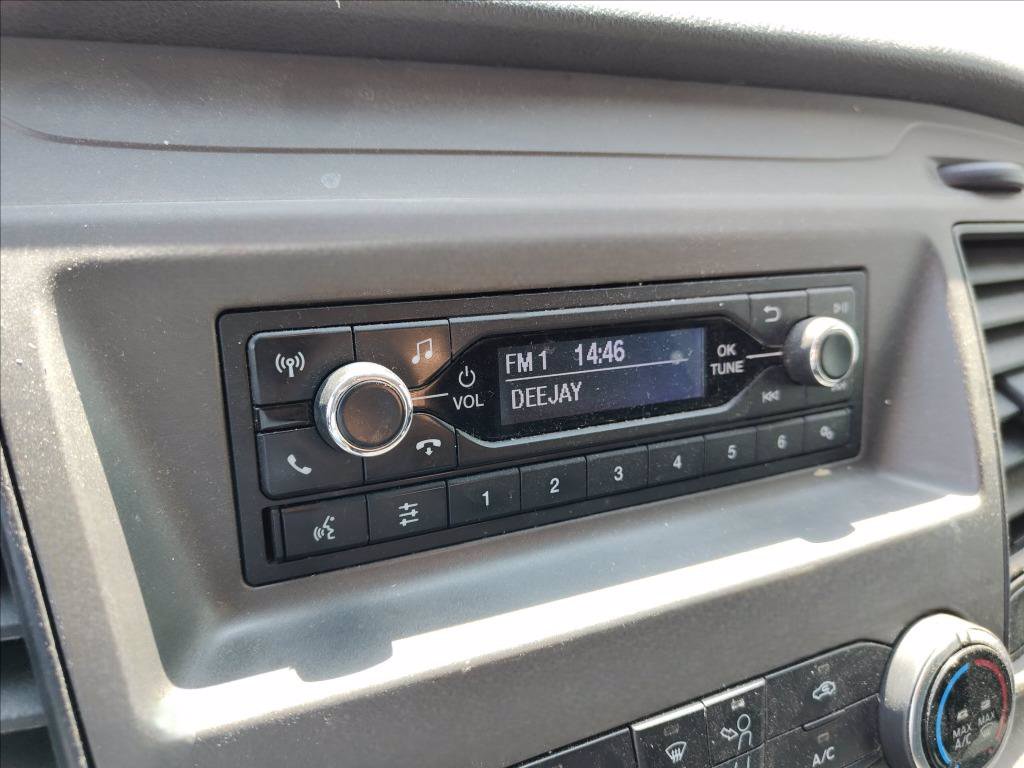 FM 1 14:46
DEEJAY
VOL
OK
TUNE
1 2 3 4 5 6
MAX
A/C
MAX
A/C